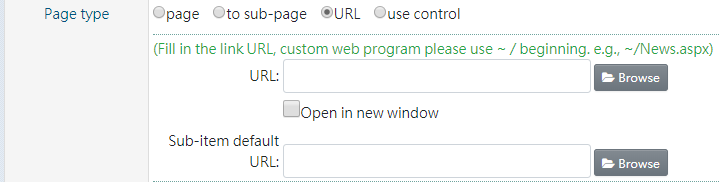 Page type page to sub-page URL use control
(Fill in the link URL, custom web program please use ~ / beginning. e.g., ~/News.aspx)
URL: Browse
Open in new window
Sub-item default
URL: Browse